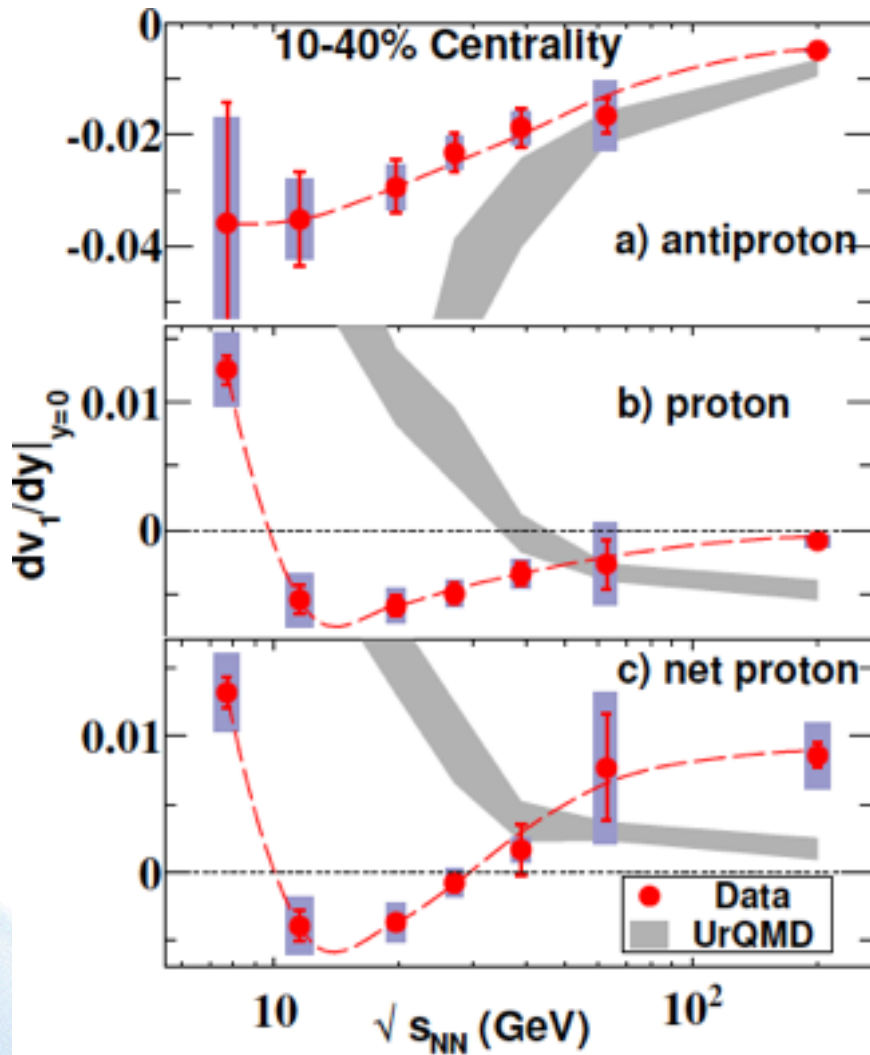 10-40% Centrality
0
-0.02
-0.04
a) antiproton
0.01
0
b) proton
dv₁/dy|y=0
0.01
0
c) net proton
Data
UrQMD
10
10²
√ sNN (GeV)